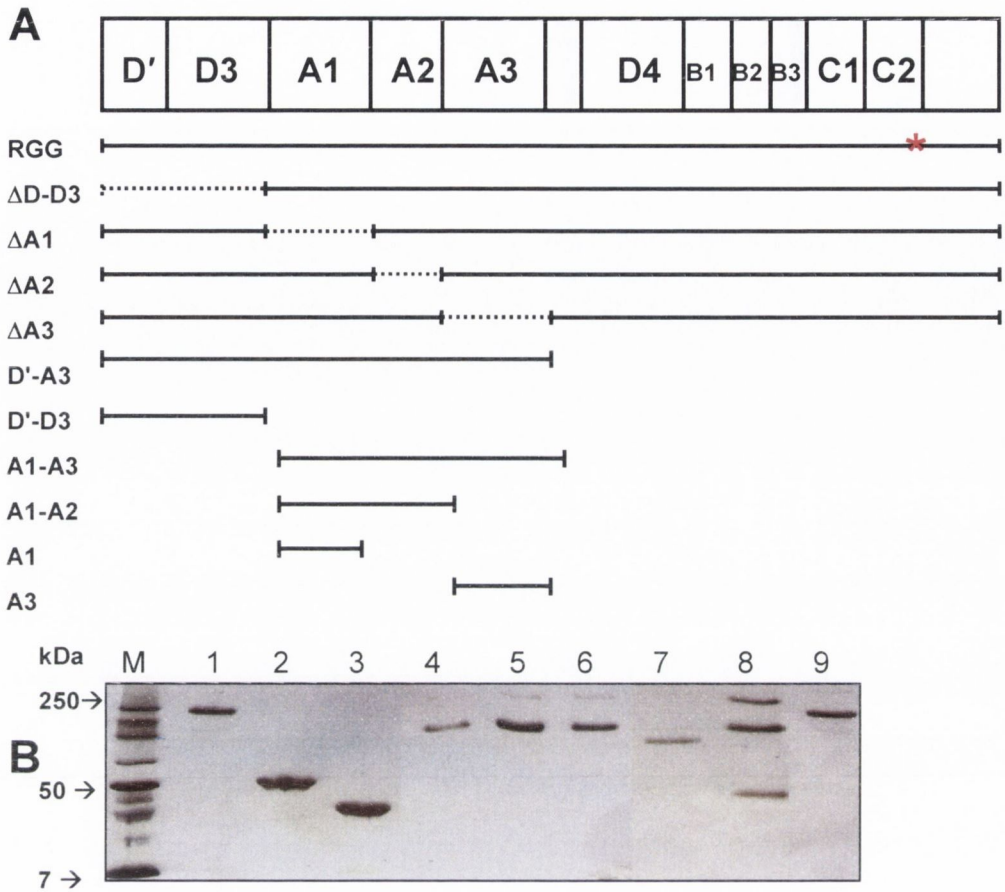 A
D' D3 A1 A2 A3 D4 B1 B2 B3 C1 C2
RGG *
ΔD-D3
ΔA1
ΔA2
ΔA3
D'-A3
D'-D3
A1-A3
A1-A2
A1
A3
kDa M 1 2 3 4 5 6 7 8 9
250→
B
50→
7→